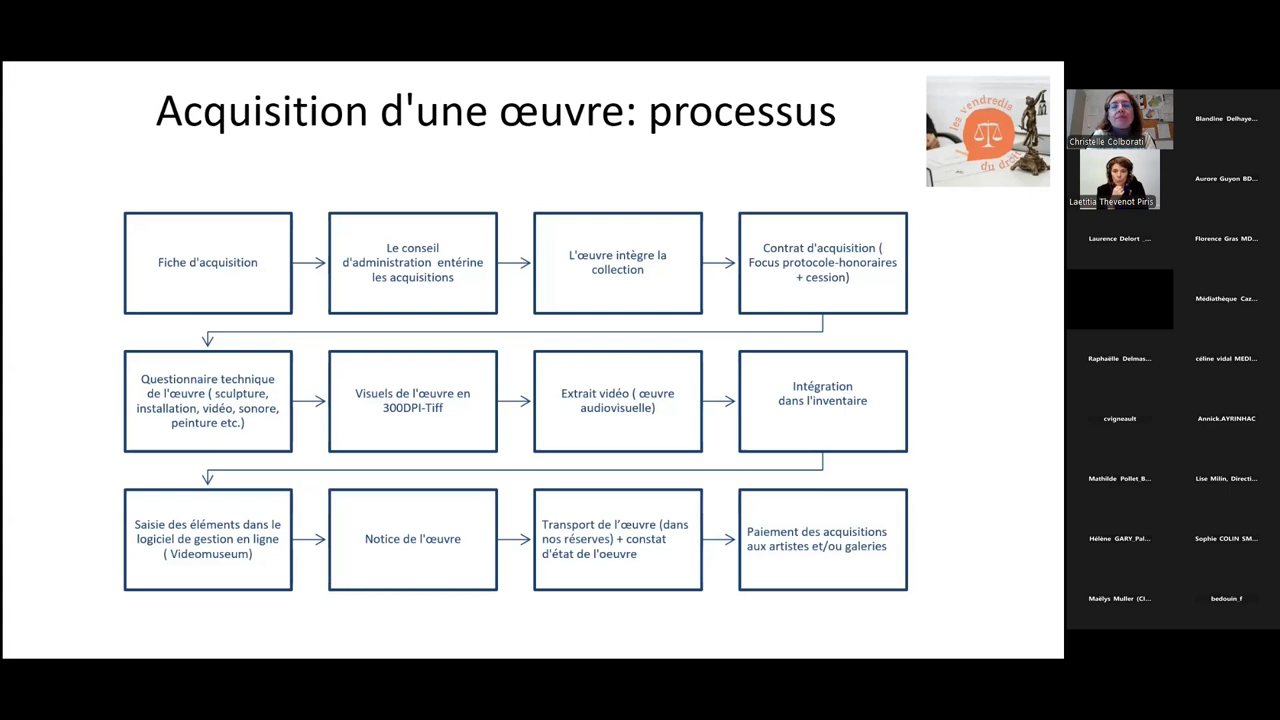 Acquisition d'une œuvre: processus
les vendredis
du droit
Fiche d'acquisition
Le conseil
d'administration entérine
les acquisitions
L'œuvre intègre la
collection
Contrat d'acquisition (
Focus protocole-honoraires
+ cession)
Questionnaire technique
de l'œuvre ( sculpture,
installation, vidéo, sonore,
peinture etc.)
Visuels de l'œuvre en
300DPI-Tiff
Extrait vidéo ( œuvre
audiovisuelle)
Intégration
dans l'inventaire
Saisie des éléments dans le
logiciel de gestion en ligne
( Videomuseum)
Notice de l'œuvre
Transport de l’œuvre (dans
nos réserves) + constat
d'état de l'oeuvre
Paiement des acquisitions
aux artistes et/ou galeries
Christelle Colborati
Blandine Delhaye...
Laetitia Thevenot Piris
Aurore Guyon BD...
Laurence Delort _...
Florence Gras MD...
Médiathèque Caz...
Raphaëlle Delmas...
céline vidal MEDI...
cvigneault
Annick.AYRINHAC
Mathilde Pollet_B...
Lise Milin, Directi...
Hélène GARY_Pal...
Sophie COLIN SM...
Maëlys Muller (CI...
bedouin_f